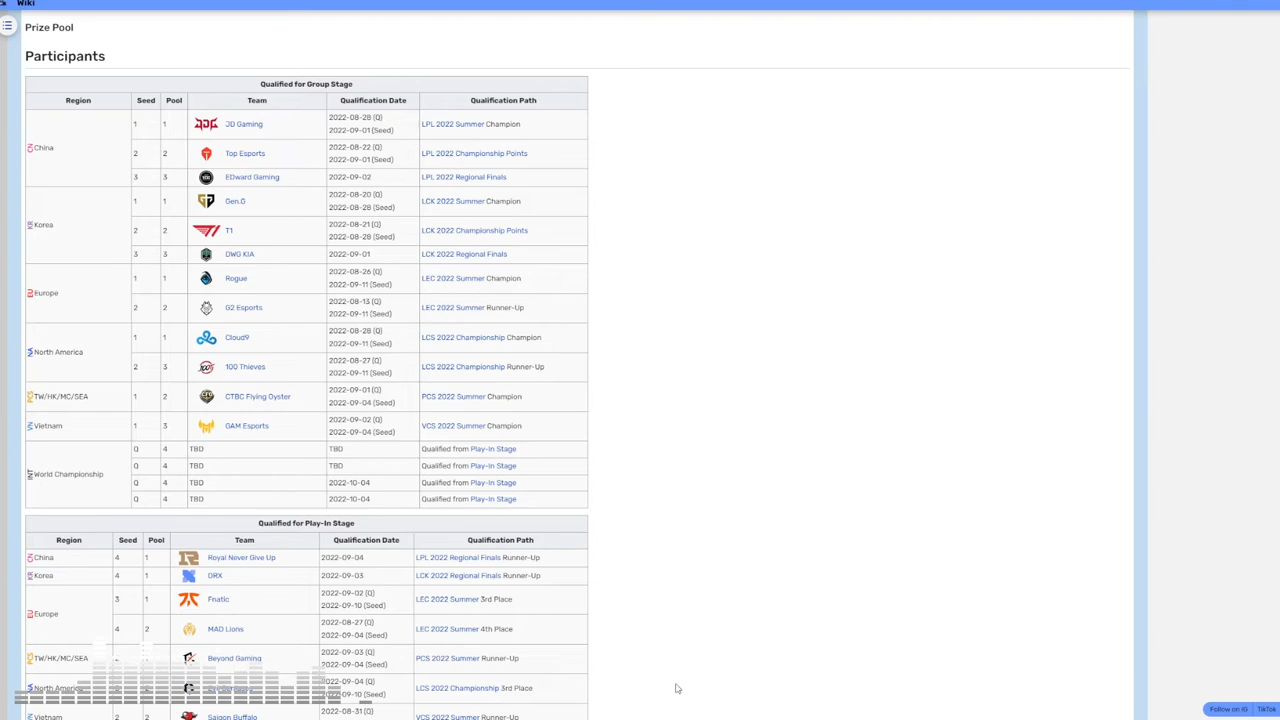 Wiki
Prize Pool
Participants
Qualified for Group Stage
Region Seed Pool Team Qualification Date Qualification Path
China 1 1 JD Gaming 2022-08-28 (Q) 2022-09-01 (Seed) LPL 2022 Summer Champion
2 2 Top Esports 2022-08-22 (Q) 2022-09-01 (Seed) LPL 2022 Championship Points
3 3 EDward Gaming 2022-09-02 LPL 2022 Regional Finals
Korea 1 1 Gen.G 2022-08-20 (Q) 2022-08-28 (Seed) LCK 2022 Summer Champion
2 2 T1 2022-08-21 (Q) 2022-08-28 (Seed) LCK 2022 Championship Points
3 3 DWG KIA 2022-09-01 LCK 2022 Regional Finals
Europe 1 1 Rogue 2022-08-26 (Q) 2022-09-11 (Seed) LEC 2022 Summer Champion
2 2 G2 Esports 2022-08-13 (Q) 2022-09-11 (Seed) LEC 2022 Summer Runner-Up
North America 1 1 Cloud9 2022-08-28 (Q) 2022-09-11 (Seed) LCS 2022 Championship Champion
2 3 100 Thieves 2022-08-27 (Q) 2022-09-11 (Seed) LCS 2022 Championship Runner-Up
TW/HK/MC/SEA 1 2 CTBC Flying Oyster 2022-09-01 (Q) 2022-09-04 (Seed) PCS 2022 Summer Champion
Vietnam 1 3 GAM Esports 2022-09-02 (Q) 2022-09-04 (Seed) VCS 2022 Summer Champion
World Championship Q 4 TBD TBD Qualified from Play-In Stage
Q 4 TBD TBD Qualified from Play-In Stage
Q 4 TBD 2022-10-04 Qualified from Play-In Stage
Q 4 TBD 2022-10-04 Qualified from Play-In Stage
Qualified for Play-In Stage
Region Seed Pool Team Qualification Date Qualification Path
China 4 1 Royal Never Give Up 2022-09-04 LPL 2022 Regional Finals Runner-Up
Korea 4 1 DRX 2022-09-03 LCK 2022 Regional Finals Runner-Up
Europe 3 1 Fnatic 2022-09-02 (Q) 2022-09-10 (Seed) LEC 2022 Summer 3rd Place
4 2 MAD Lions 2022-08-27 (Q) 2022-09-04 (Seed) LEC 2022 Summer 4th Place
TW/HK/MC/SEA Beyond Gaming 2022-09-03 (Q) 2022-09-04 (Seed) PCS 2022 Summer Runner-Up
North America 2022-09-04 (Q) 2022-09-10 (Seed) LCS 2022 Championship 3rd Place
Vietnam 2 2 Saigon Buffalo 2022-08-31 (Q) VCS 2022 Summer Runner-Up
Follow on IG TikTok